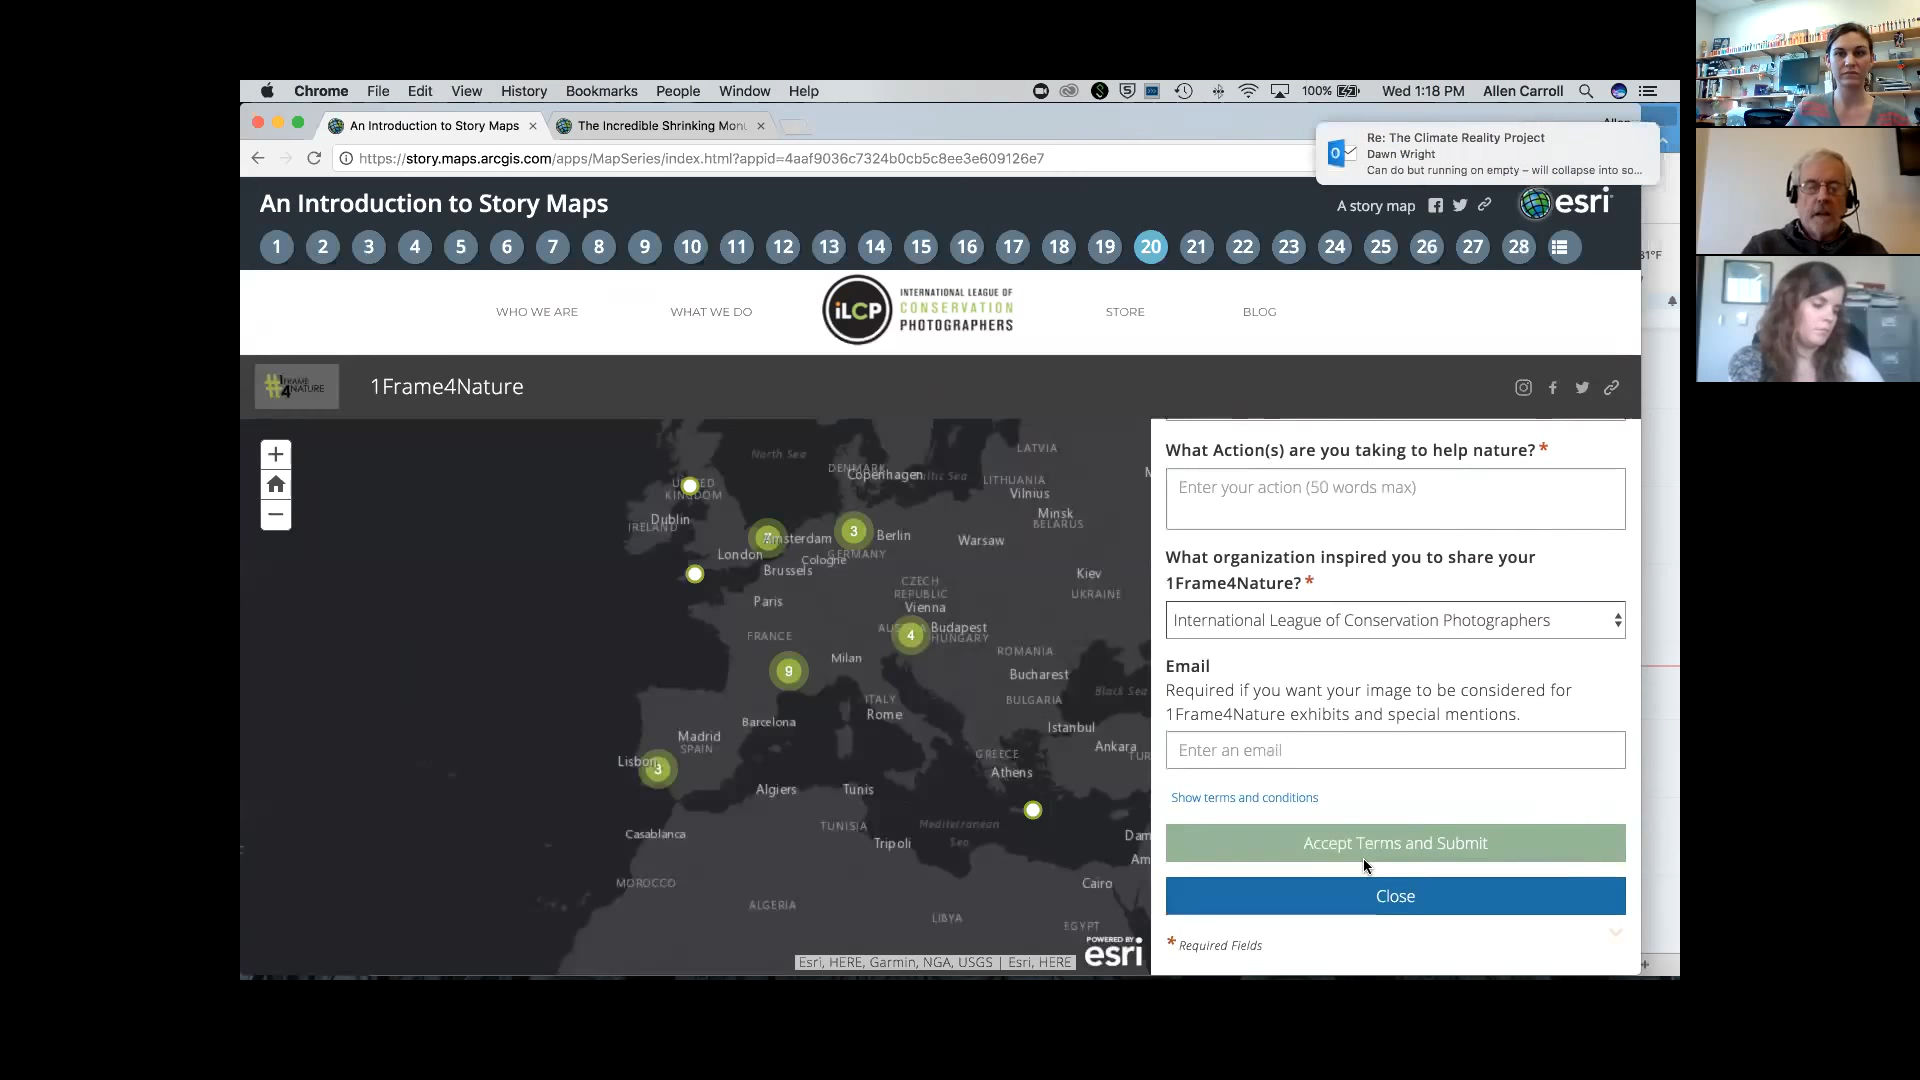 Chrome File Edit View History Bookmarks People Window Help 100% Wed 1:18 PM Allen Carroll
An Introduction to Story Maps
The Incredible Shrinking
https://story.maps.arcgis.com/apps/MapSeries/index.html?appid=4aaf9036c7324b0cb5c8ee3e609126e7
Re: The Climate Reality Project
Dawn Wright
Can do but running on empty – will collapse into so...
An Introduction to Story Maps
A story map
esri
1 2 3 4 5 6 7 8 9 10 11 12 13 14 15 16 17 18 19 20 21 22 23 24 25 26 27 28
WHO WE ARE
WHAT WE DO
iLCP
INTERNATIONAL LEAGUE OF
CONSERVATION
PHOTOGRAPHERS
STORE
BLOG
#1FRAME
4NATURE
1Frame4Nature
LATVIA
North Sea
DENMARK
Copenhagen
LITHUANIA
Vilnius
UNITED
KINGDOM
Minsk
BELARUS
Dublin
IRELAND
Amsterdam
3
Berlin
Warsaw
London
Cologne
GERMANY
Brussels
Kiev
CZECH
REPUBLIC
UKRAINE
Paris
Vienna
Budapest
HUNGARY
4
FRANCE
Milan
ROMANIA
9
Bucharest
Black Sea
ITALY
BULGARIA
Rome
Barcelona
Istanbul
Madrid
SPAIN
Ankara
GREECE
Lisbon
3
Athens
Algiers
Tunis
TUNISIA
Mediterranean
Sea
Casablanca
Tripoli
Cairo
MOROCCO
ALGERIA
LIBYA
EGYPT
POWERED BY
esri
Esri, HERE, Garmin, NGA, USGS | Esri, HERE
What Action(s) are you taking to help nature? *
Enter your action (50 words max)
What organization inspired you to share your
1Frame4Nature? *
International League of Conservation Photographers
Email
Required if you want your image to be considered for
1Frame4Nature exhibits and special mentions.
Enter an email
Show terms and conditions
Accept Terms and Submit
Close
* Required Fields